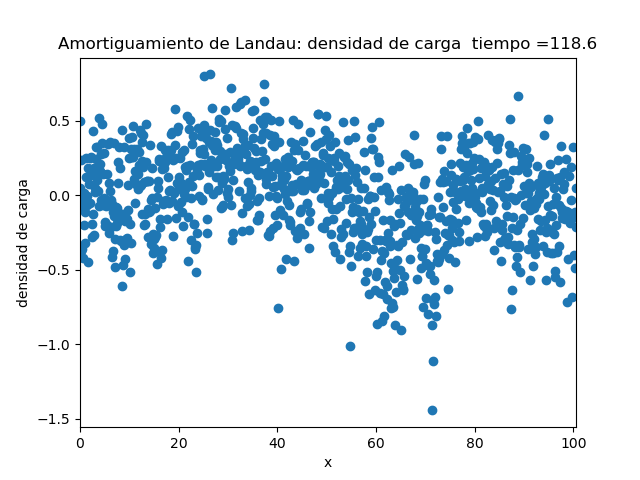 Amortiguamiento de Landau: densidad de carga  tiempo =118.6
densidad de carga
0.5
0.0
−0.5
−1.0
−1.5
0 20 40 60 80 100
x